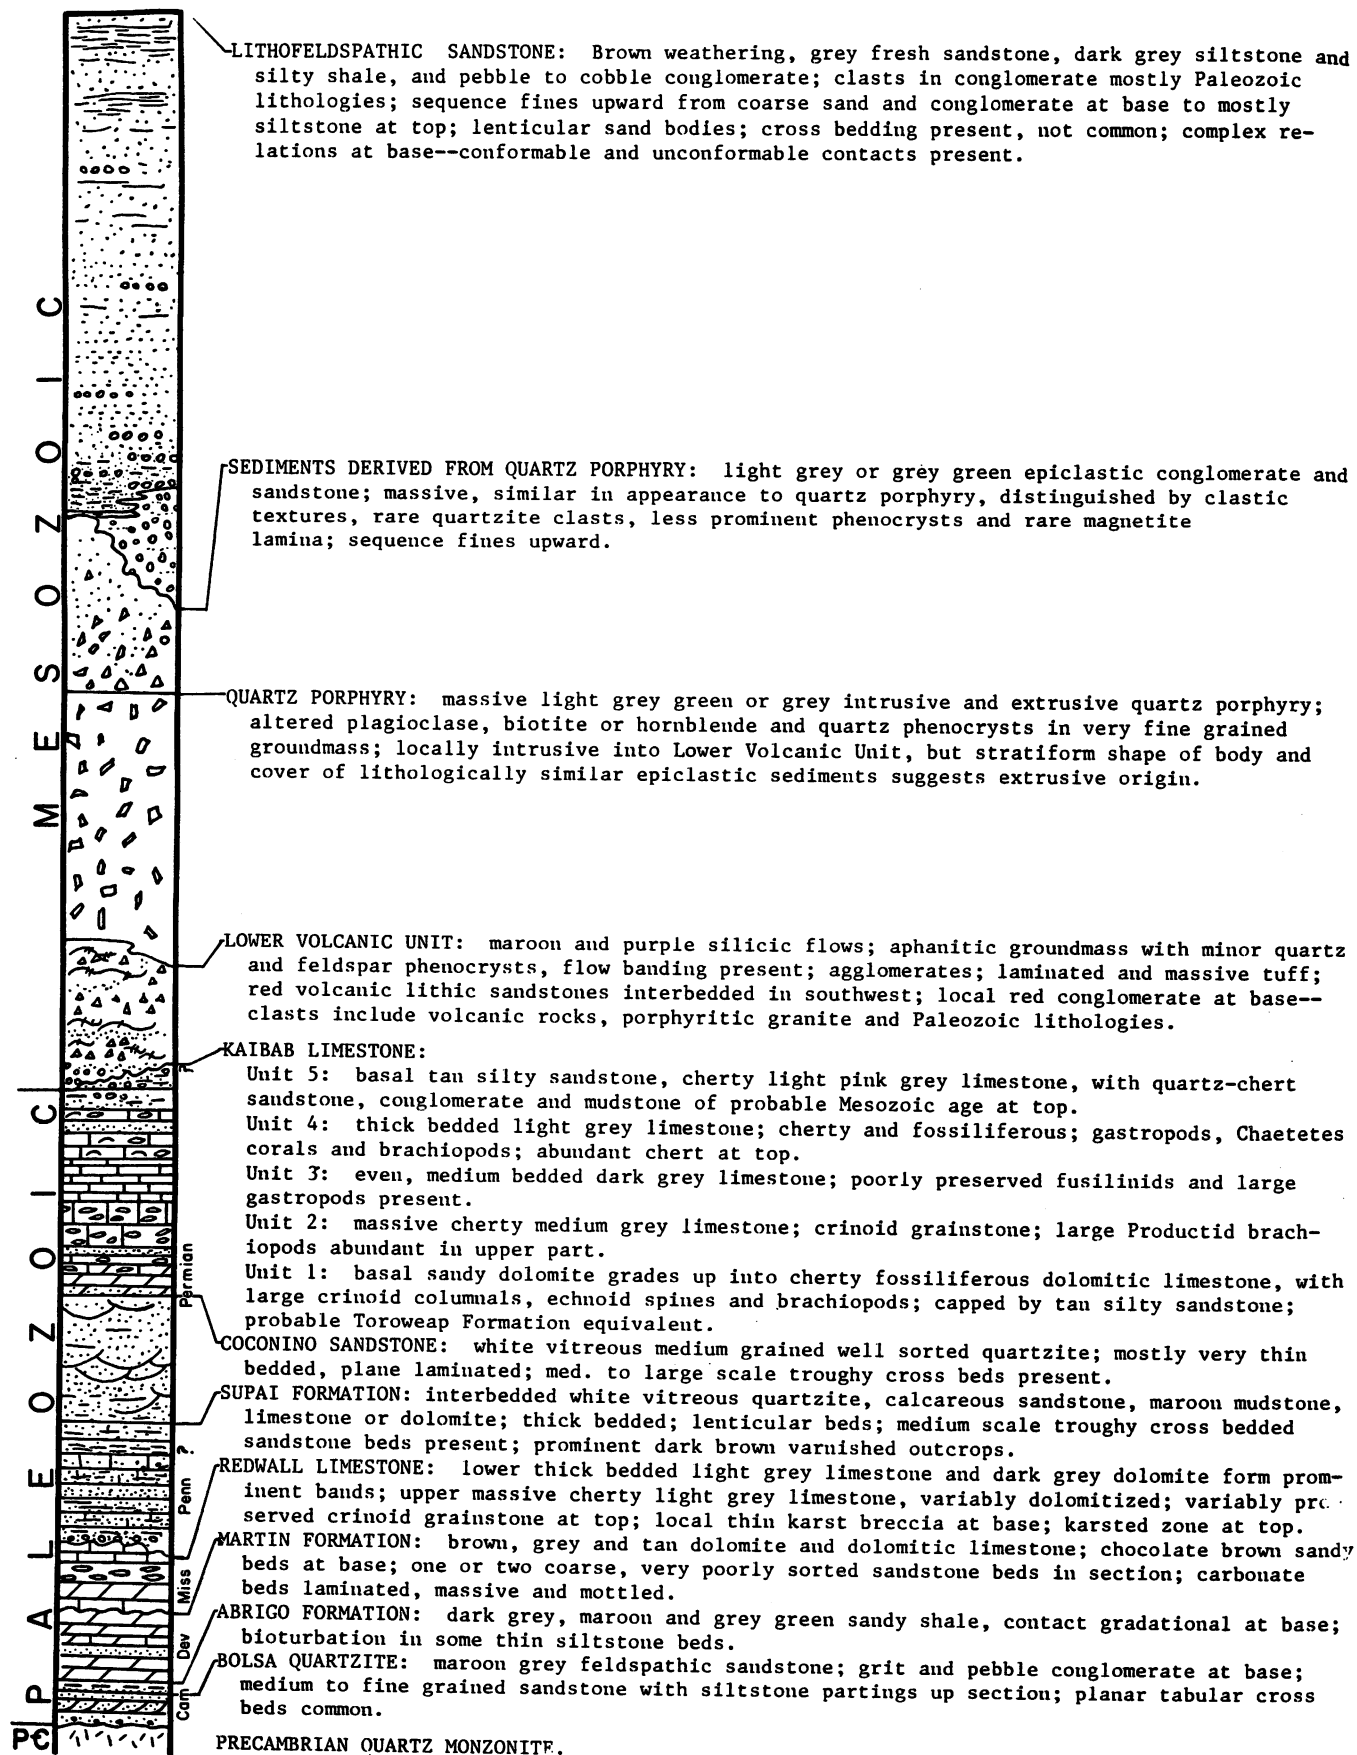 LITHOFELDSPATHIC SANDSTONE: Brown weathering, grey fresh sandstone, dark grey siltstone and
silty shale, and pebble to cobble conglomerate; clasts in conglomerate mostly Paleozoic
lithologies; sequence fines upward from coarse sand and conglomerate at base to mostly
siltstone at top; lenticular sand bodies; cross bedding present, not common; complex re-
lations at base--conformable and unconformable contacts present.
MESOZOIC
SEDIMENTS DERIVED FROM QUARTZ PORPHYRY: light grey or grey green epiclastic conglomerate and
sandstone; massive, similar in appearance to quartz porphyry, distinguished by clastic
textures, rare quartzite clasts, less prominent phenocrysts and rare magnetite
lamina; sequence fines upward.
QUARTZ PORPHYRY: massive light grey green or grey intrusive and extrusive quartz porphyry;
altered plagioclase, biotite or hornblende and quartz phenocrysts in very fine grained
groundmass; locally intrusive into Lower Volcanic Unit, but stratiform shape of body and
cover of lithologically similar epiclastic sediments suggests extrusive origin.
LOWER VOLCANIC UNIT: maroon and purple silicic flows; aphanitic groundmass with minor quartz
and feldspar phenocrysts, flow banding present; agglomerates; laminated and massive tuff;
red volcanic lithic sandstones interbedded in southwest; local red conglomerate at base--
clasts include volcanic rocks, porphyritic granite and Paleozoic lithologies.
KAIBAB LIMESTONE:
?
Unit 5: basal tan silty sandstone, cherty light pink grey limestone, with quartz-chert
sandstone, conglomerate and mudstone of probable Mesozoic age at top.
Unit 4: thick bedded light grey limestone; cherty and fossiliferous; gastropods, Chaetetes
corals and brachiopods; abundant chert at top.
Unit 3: even, medium bedded dark grey limestone; poorly preserved fusilinids and large
gastropods present.
Unit 2: massive cherty medium grey limestone; crinoid grainstone; large Productid brach-
iopods abundant in upper part.
Unit 1: basal sandy dolomite grades up into cherty fossiliferous dolomitic limestone, with
large crinoid columnals, echnoid spines and brachiopods; capped by tan silty sandstone;
probable Toroweap Formation equivalent.
Permian
PALEOZOIC
COCONINO SANDSTONE: white vitreous medium grained well sorted quartzite; mostly very thin
bedded, plane laminated; med. to large scale troughy cross beds present.
SUPAI FORMATION: interbedded white vitreous quartzite, calcareous sandstone, maroon mudstone,
limestone or dolomite; thick bedded; lenticular beds; medium scale troughy cross bedded
sandstone beds present; prominent dark brown varnished outcrops.
?
Penn
REDWALL LIMESTONE: lower thick bedded light grey limestone and dark grey dolomite form prom-
inent bands; upper massive cherty light grey limestone, variably dolomitized; variably pre
served crinoid grainstone at top; local thin karst breccia at base; karsted zone at top.
Miss
MARTIN FORMATION: brown, grey and tan dolomite and dolomitic limestone; chocolate brown sandy
beds at base; one or two coarse, very poorly sorted sandstone beds in section; carbonate
beds laminated, massive and mottled.
Dev
ABRIGO FORMATION: dark grey, maroon and grey green sandy shale, contact gradational at base;
bioturbation in some thin siltstone beds.
Cam
BOLSA QUARTZITE: maroon grey feldspathic sandstone; grit and pebble conglomerate at base;
medium to fine grained sandstone with siltstone partings up section; planar tabular cross
beds common.
P€
PRECAMBRIAN QUARTZ MONZONITE.